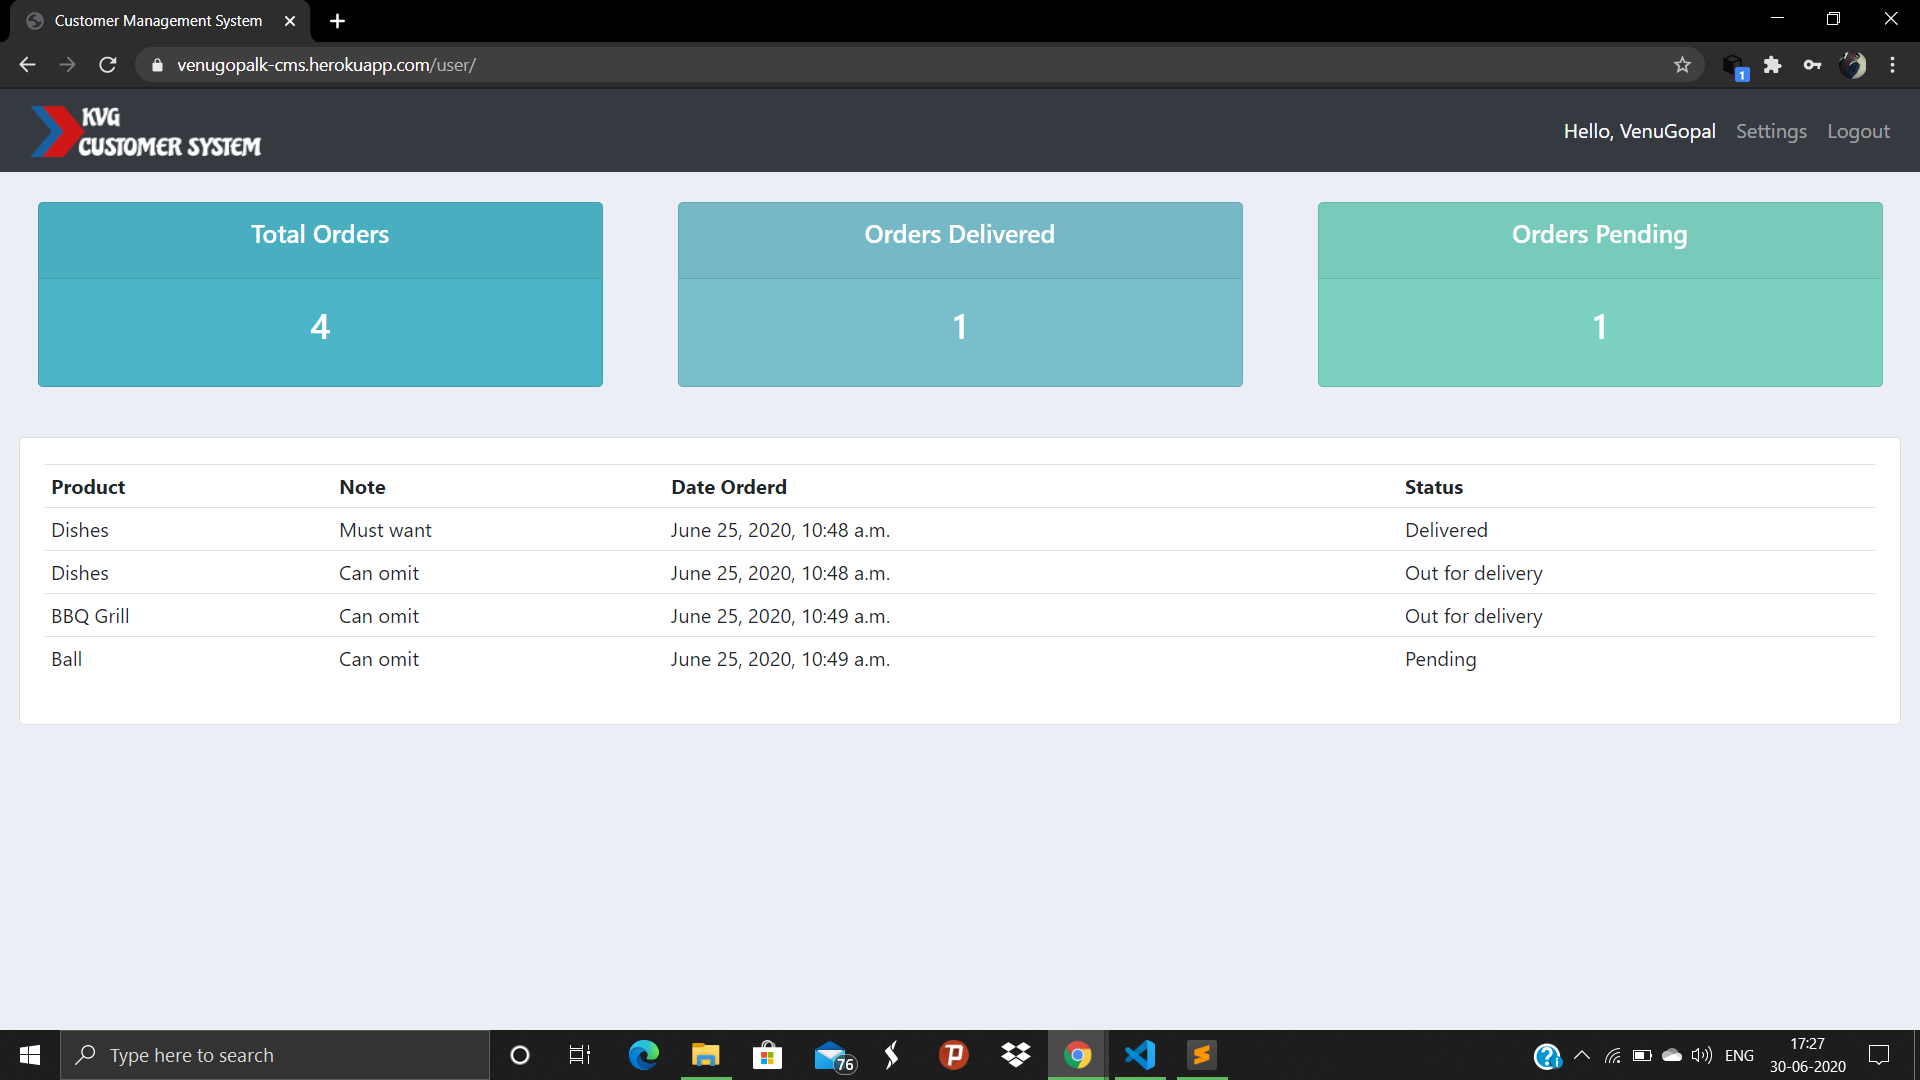 Customer Management System
venugopalk-cms.herokuapp.com/user/
1
KVG
CUSTOMER SYSTEM
Hello, VenuGopal Settings Logout
Total Orders Orders Delivered Orders Pending
4 1 1
Product Note Date Orderd Status
Dishes Must want June 25, 2020, 10:48 a.m. Delivered
Dishes Can omit June 25, 2020, 10:48 a.m. Out for delivery
BBQ Grill Can omit June 25, 2020, 10:49 a.m. Out for delivery
Ball Can omit June 25, 2020, 10:49 a.m. Pending
Type here to search
76
ENG
17:27
30-06-2020